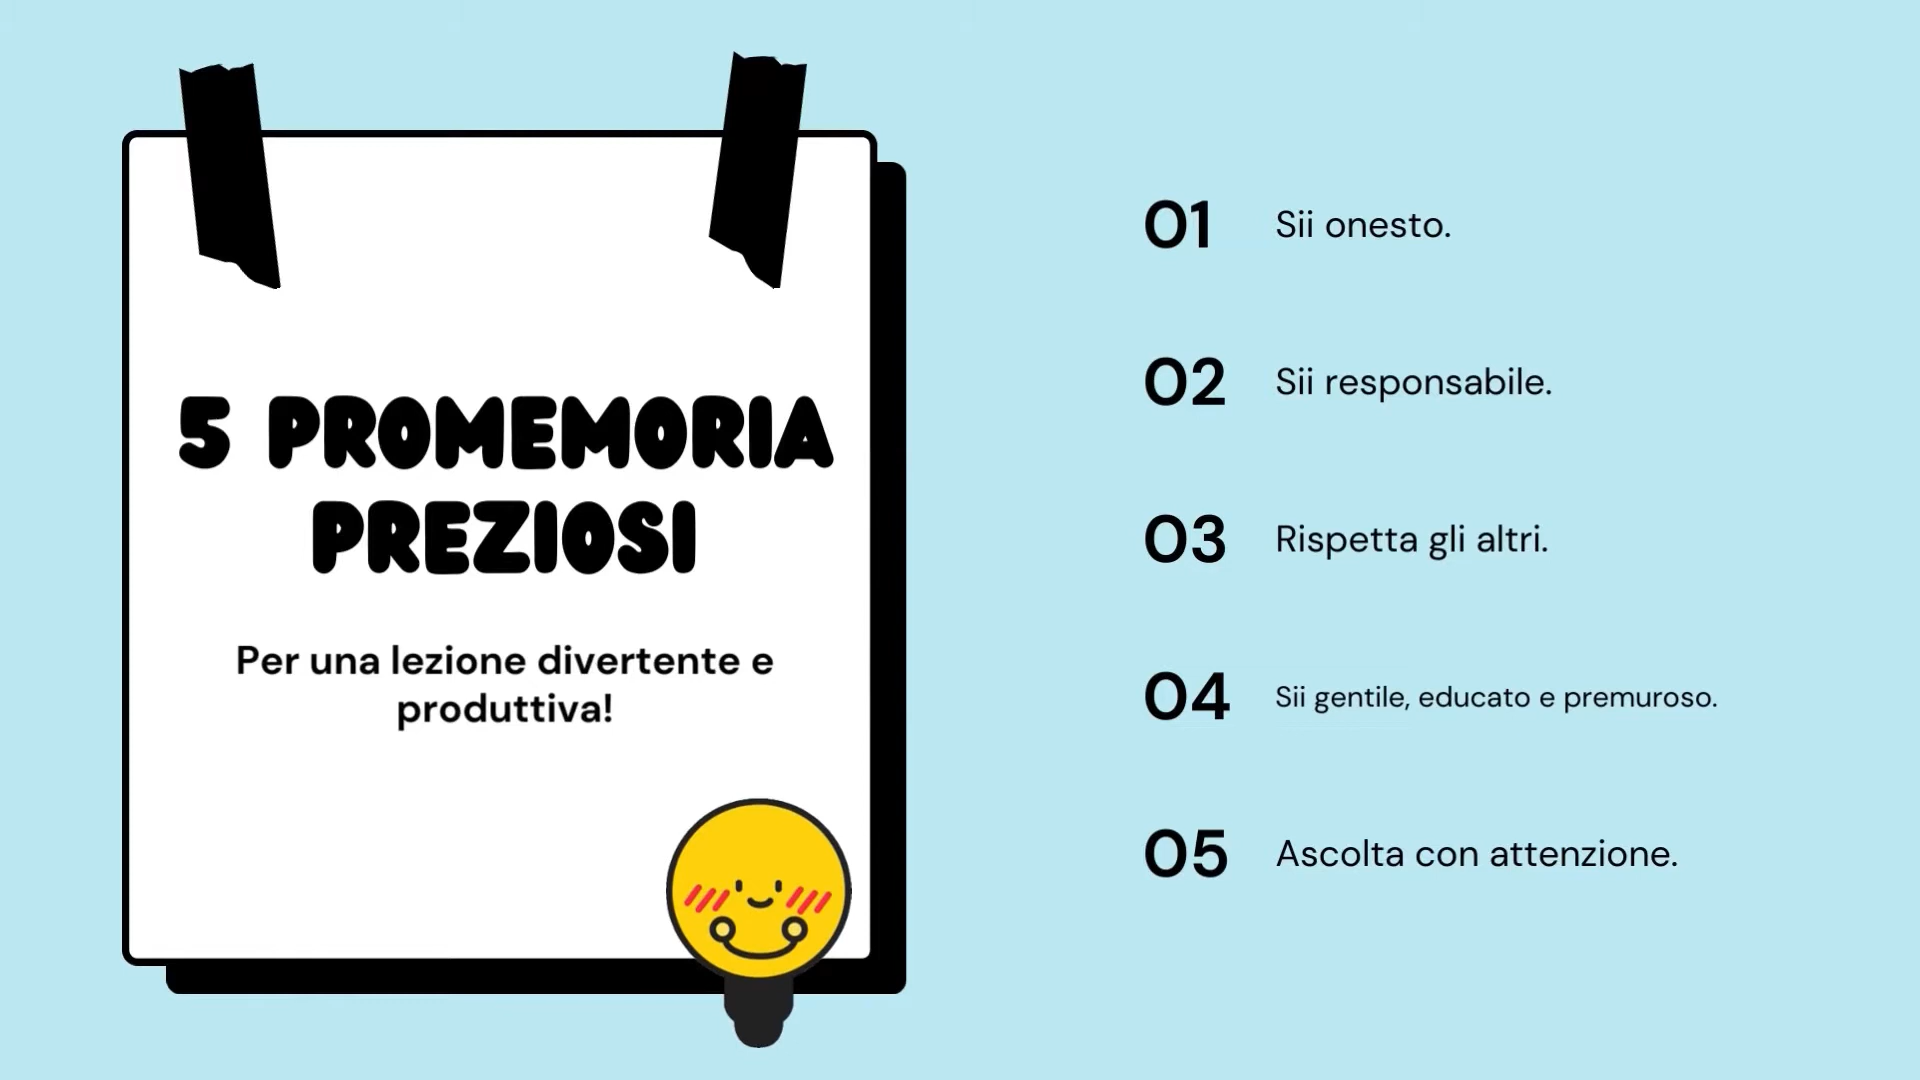 5 PROMEMORIA
PREZIOSI
Per una lezione divertente e
produttiva!
01 Sii onesto.
02 Sii responsabile.
03 Rispetta gli altri.
04 Sii gentile, educato e premuroso.
05 Ascolta con attenzione.